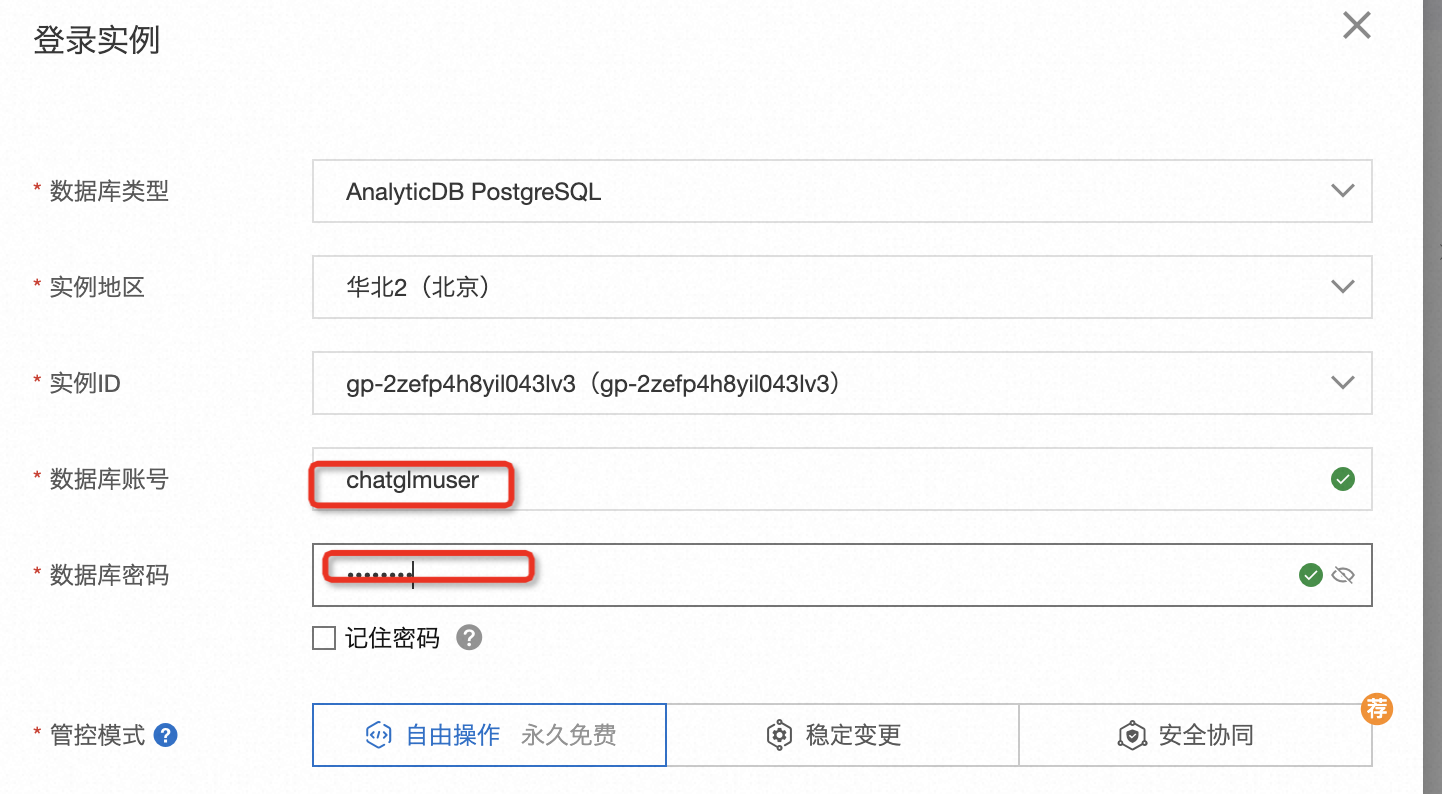 登录实例
* 数据库类型 AnalyticDB PostgreSQL
* 实例地区 华北2（北京）
* 实例ID gp-2zefp4h8yil043lv3（gp-2zefp4h8yil043lv3）
* 数据库账号 chatglmuser
* 数据库密码 ••••••••
记住密码 ?
荐
* 管控模式 ? 自由操作 永久免费 稳定变更 安全协同